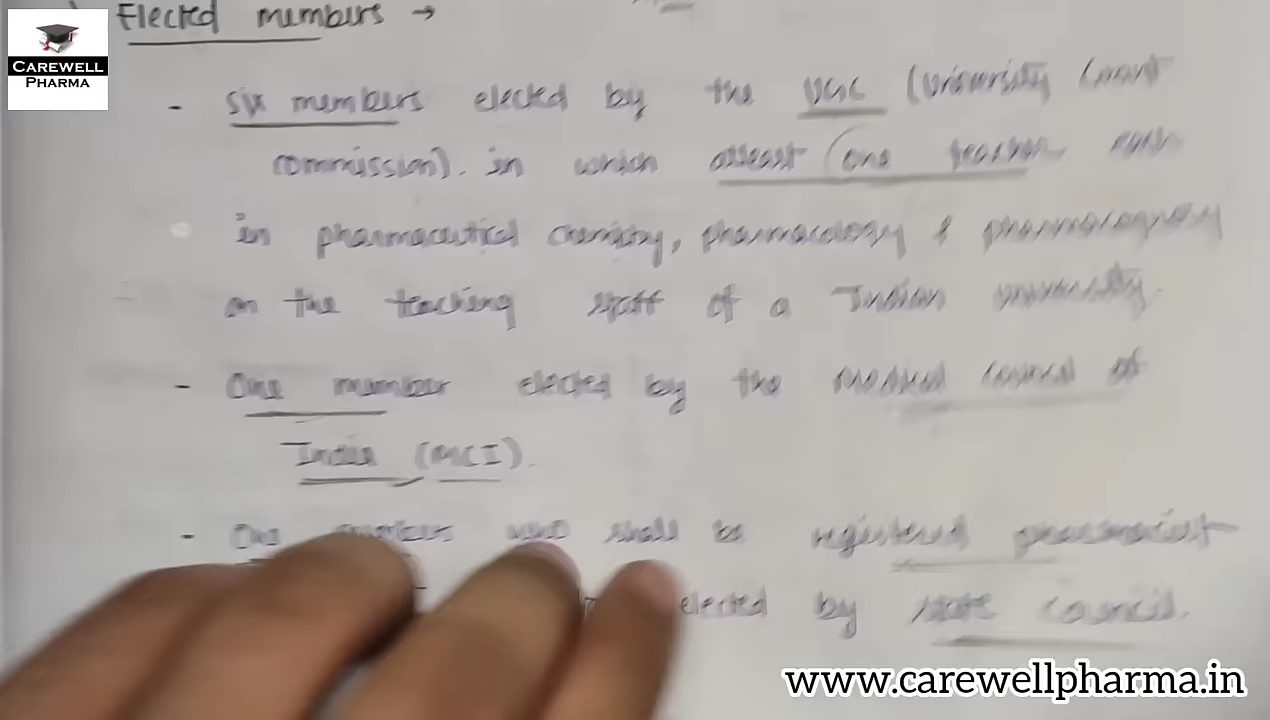 Elected members →
CAREWELL
PHARMA
- Six members elected by the UGC (University Grant
commission). in which atleast (one teacher each
in pharmaceutical chemistry, pharmacology & pharmacognosy
on the teaching staff of a Indian university.
- One member elected by the Medical Council of
India (MCI).
- One member who shall be registered pharmacist
elected by state council.
www.carewellpharma.in